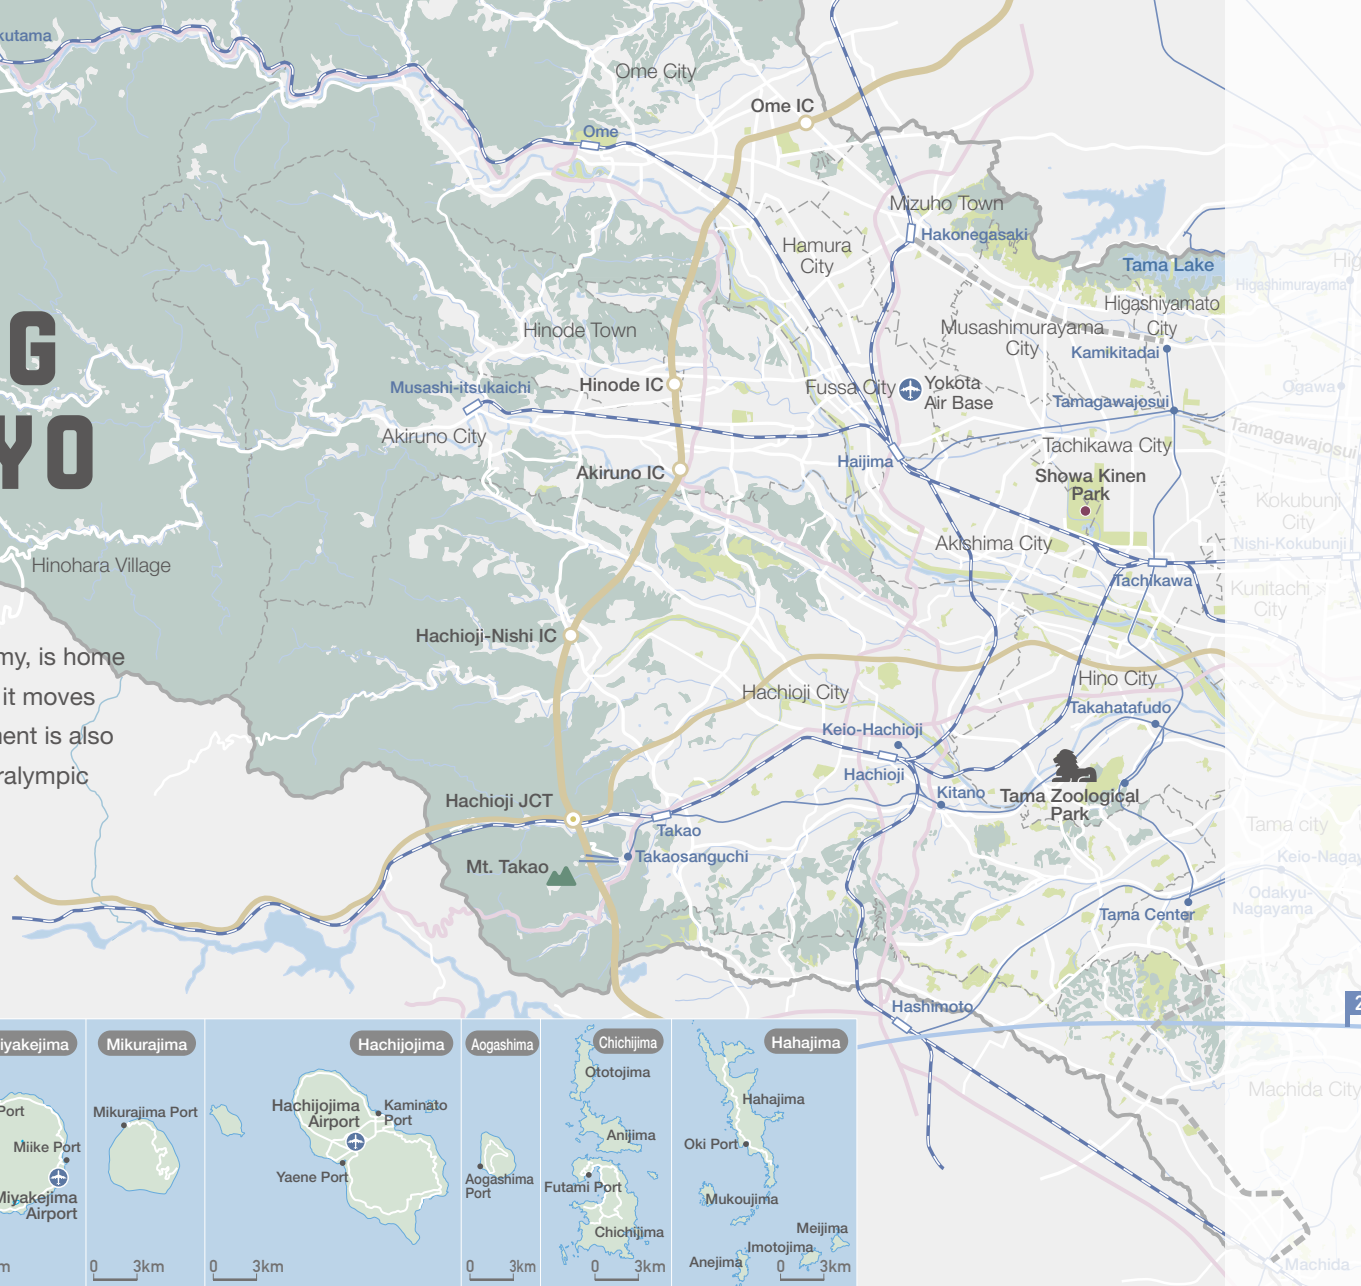 kutama
Ome City
Ome IC
Ome
Mizuho Town
Hakonegasaki
Hamura
City
Tama Lake
Higashimurayama
Higashiyamato
City
Hinode Town
Musashimurayama
City
Kamikitadai
G
Musashi-itsukaichi
Hinode IC
Fussa City
Yokota
Air Base
Ogawa
Tamagawajosui
Tamagawajosui
Akiruno City
Tachikawa City
YO
Haijima
Akiruno IC
Showa Kinen
Park
Kokubunji
City
Akishima City
Nishi-Kokubunji
Hinohara Village
Tachikawa
Kunitachi
City
Hachioji-Nishi IC
my, is home
it moves
nent is also
ralympic
Hachioji City
Hino City
Takahatafudo
Keio-Hachioji
Hachioji
Kitano
Tama Zoological
Park
Hachioji JCT
Takao
Tama city
Takaosanguchi
Mt. Takao
Keio-Nagay
Odakyu-
Nagayama
Tama Center
Hashimoto
2
Machida City
Machida
iyakejima
Port
Miike Port
Miyakejima
Airport
m
Mikurajima
Mikurajima Port
0 3km
Hachijojima
Hachijojima
Airport
Kaminato
Port
Yaene Port
0 3km
Aogashima
Aogashima
Port
0 3km
Chichijima
Ototojima
Anijima
Futami Port
Chichijima
0 3km
Hahajima
Hahajima
Oki Port
Mukoujima
Meijima
Imotojima
Anejima
0 3km